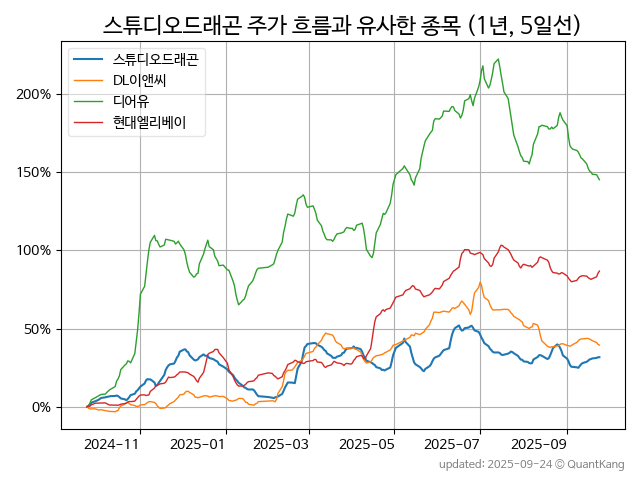 스튜디오드래곤 주가 흐름과 유사한 종목 (1년, 5일선)
스튜디오드래곤
DL이앤씨
디어유
현대엘리베이
200%
150%
100%
50%
0%
2024-11
2025-01
2025-03
2025-05
2025-07
2025-09
updated: 2025-09-24 © QuantKang